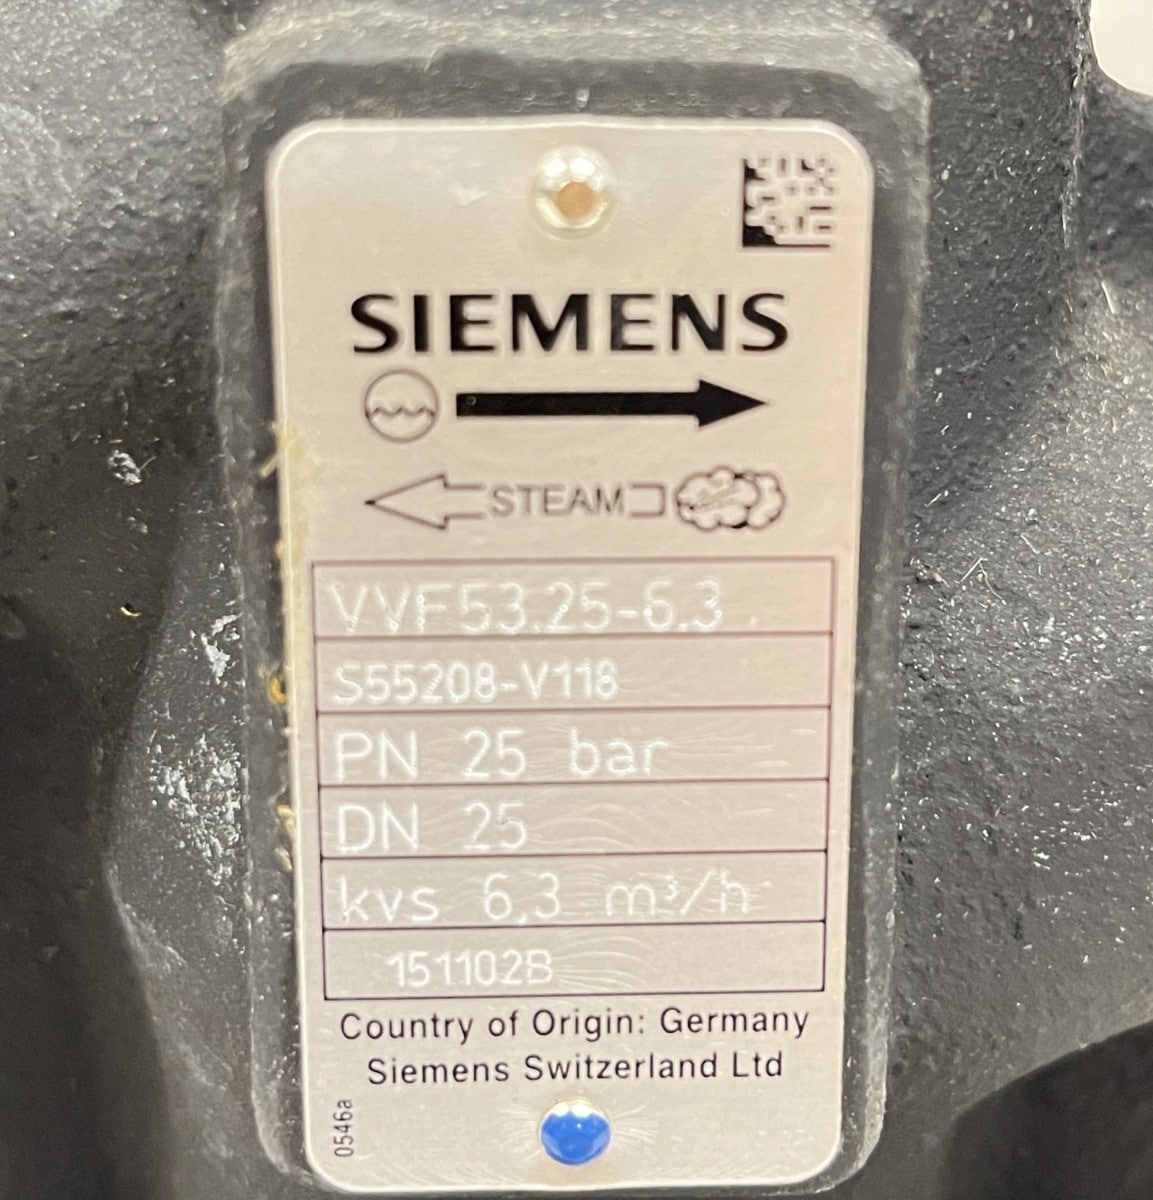 SIEMENS
STEAM
VVF53.25-6.3
S55208-V118
PN 25 bar
DN 25
kvs 6,3 m³/h
151102B
Country of Origin: Germany
Siemens Switzerland Ltd
0546a